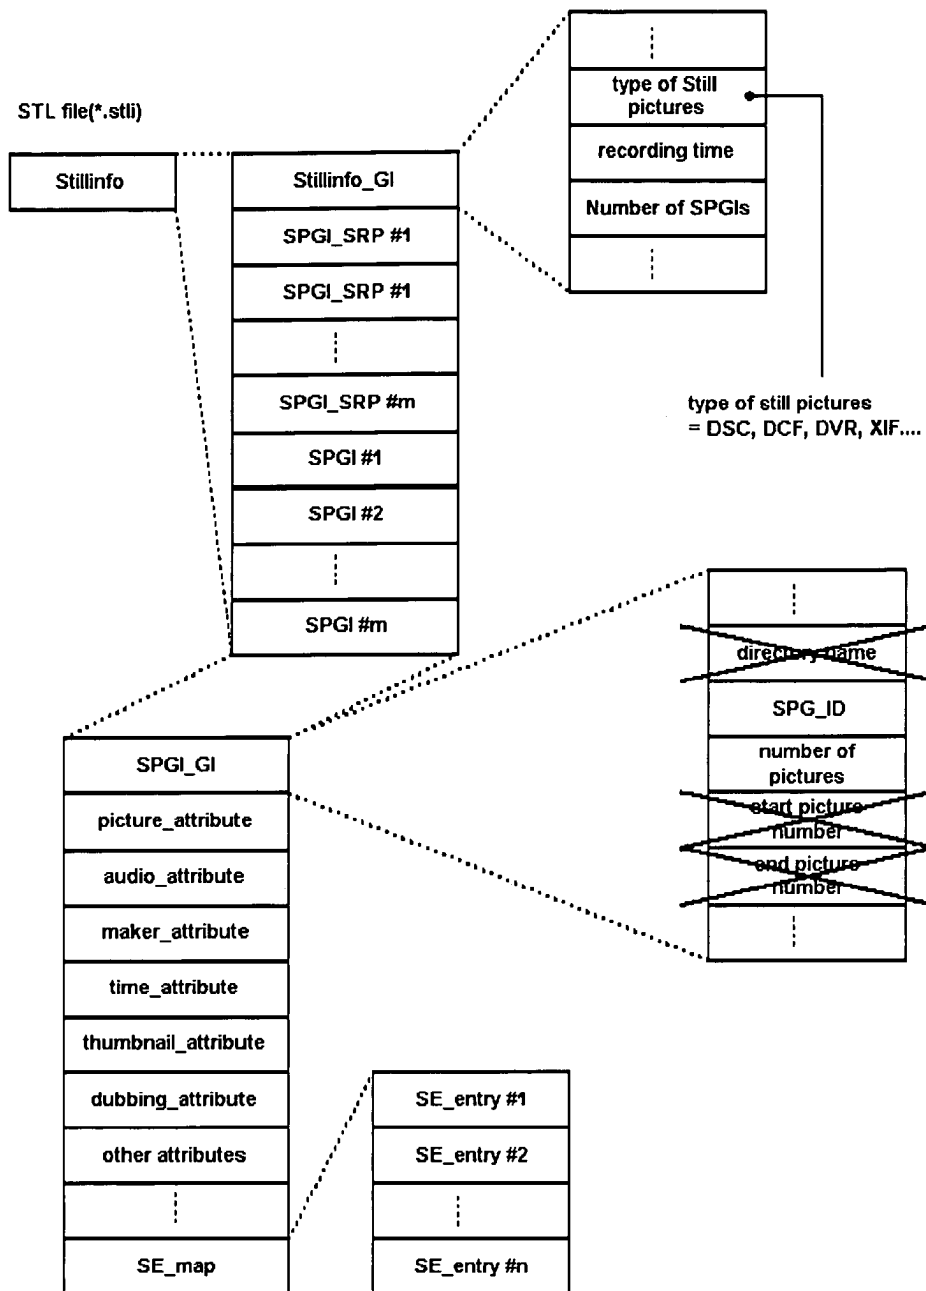 type of Still
pictures
STL file(*.stli)
recording time
Stillinfo
Stillinfo_GI
Number of SPGIs
SPGI_SRP #1
SPGI_SRP #1
SPGI_SRP #m
type of still pictures
= DSC, DCF, DVR, XIF....
SPGI #1
SPGI #2
SPGI #m
directory name
SPG_ID
number of
pictures
start picture
number
end picture
number
SPGI_GI
picture_attribute
audio_attribute
maker_attribute
time_attribute
thumbnail_attribute
dubbing_attribute
other attributes
SE_map
SE_entry #1
SE_entry #2
SE_entry #n